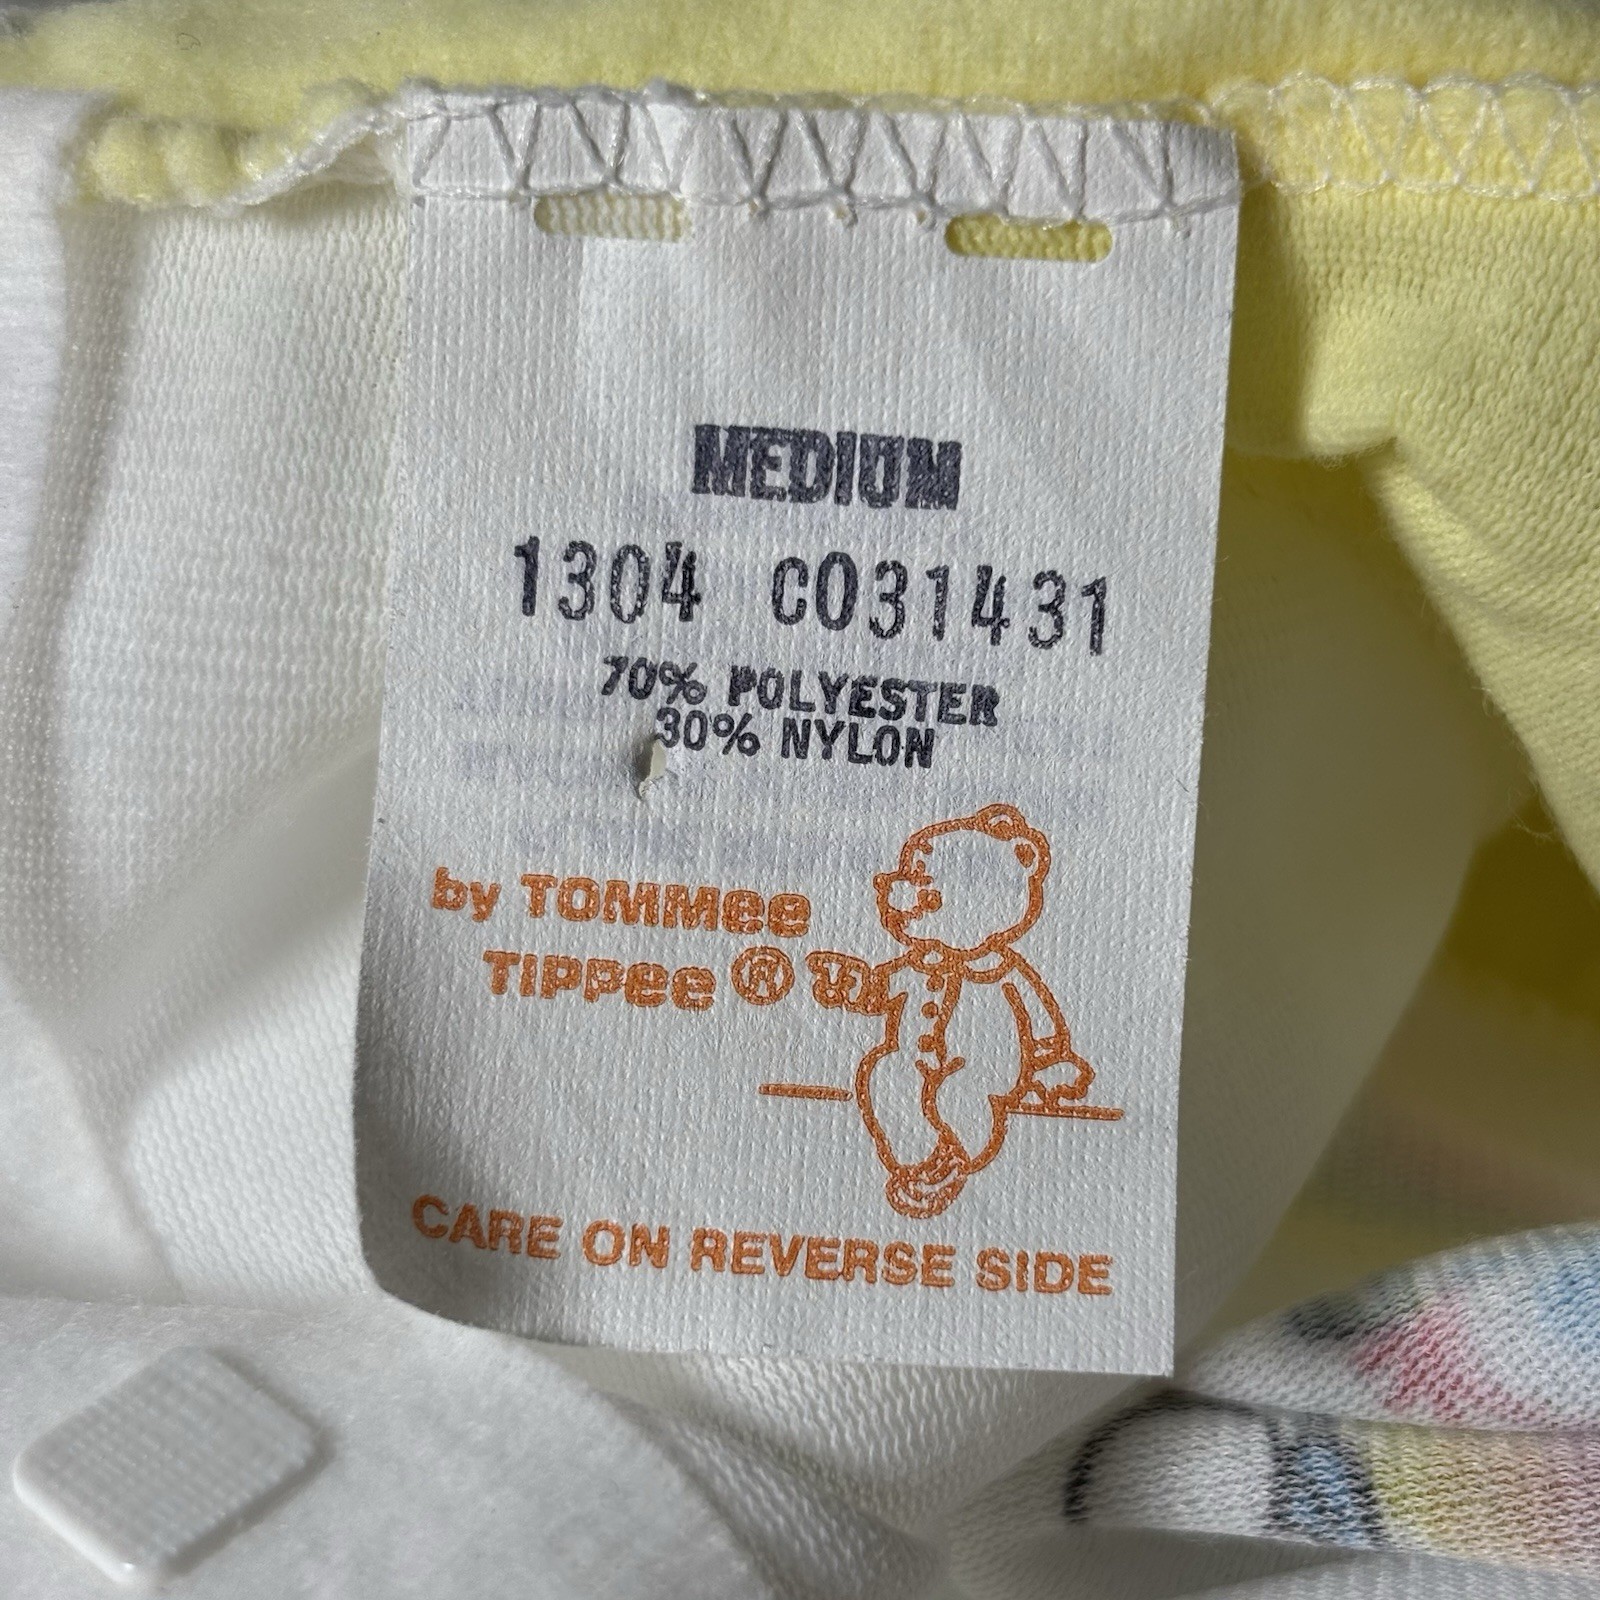 MEDIUM
1304 C031431
70% POLYESTER
30% NYLON
by TOMMee
TIPPee ®
CARE ON REVERSE SIDE